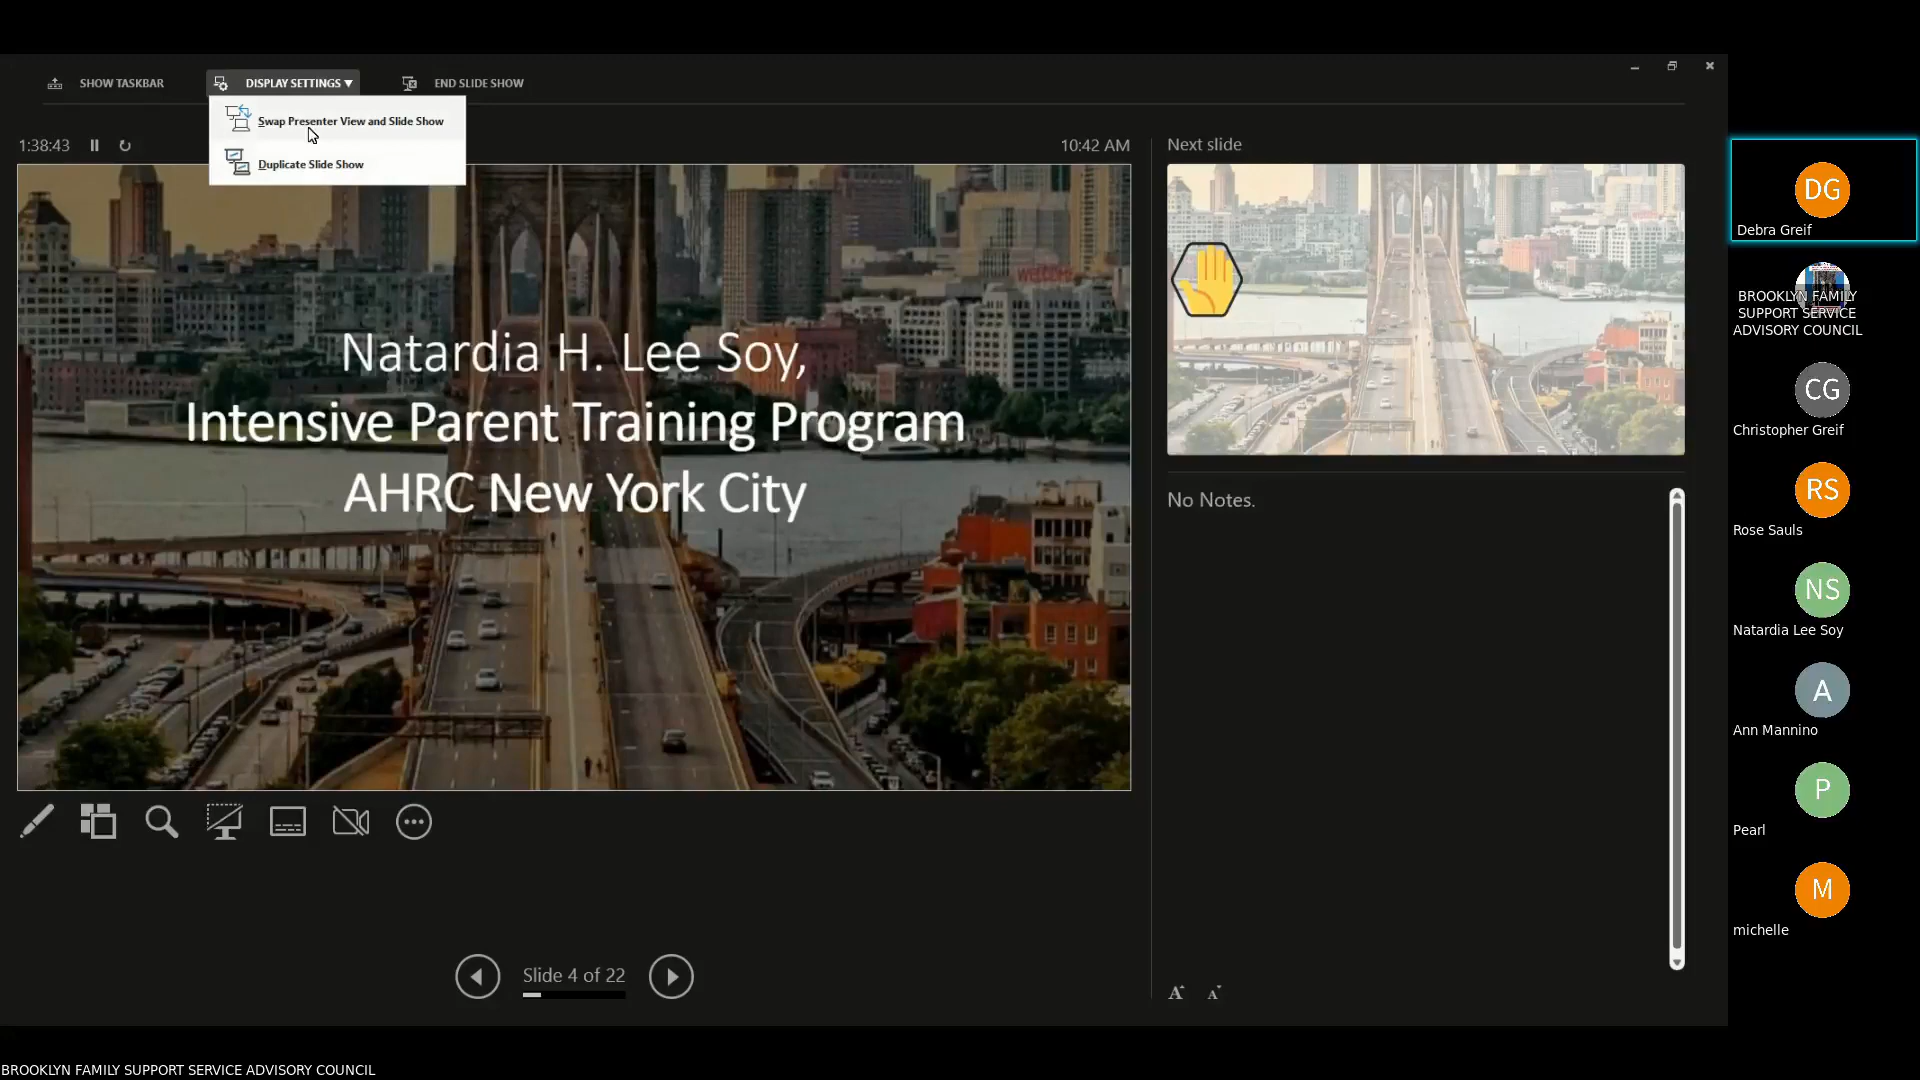 SHOW TASKBAR
DISPLAY SETTINGS ▼
END SLIDE SHOW
Swap Presenter View and Slide Show
Duplicate Slide Show
1:38:43
10:42 AM
Natardia H. Lee Soy,
Intensive Parent Training Program
AHRC New York City
WELCOME
Slide 4 of 22
Next slide
No Notes.
A
A
DG
Debra Greif
BROOKLYN FAMILY
SUPPORT SERVICE
ADVISORY COUNCIL
CG
Christopher Greif
RS
Rose Sauls
NS
Natardia Lee Soy
A
Ann Mannino
P
Pearl
M
michelle
BROOKLYN FAMILY SUPPORT SERVICE ADVISORY COUNCIL